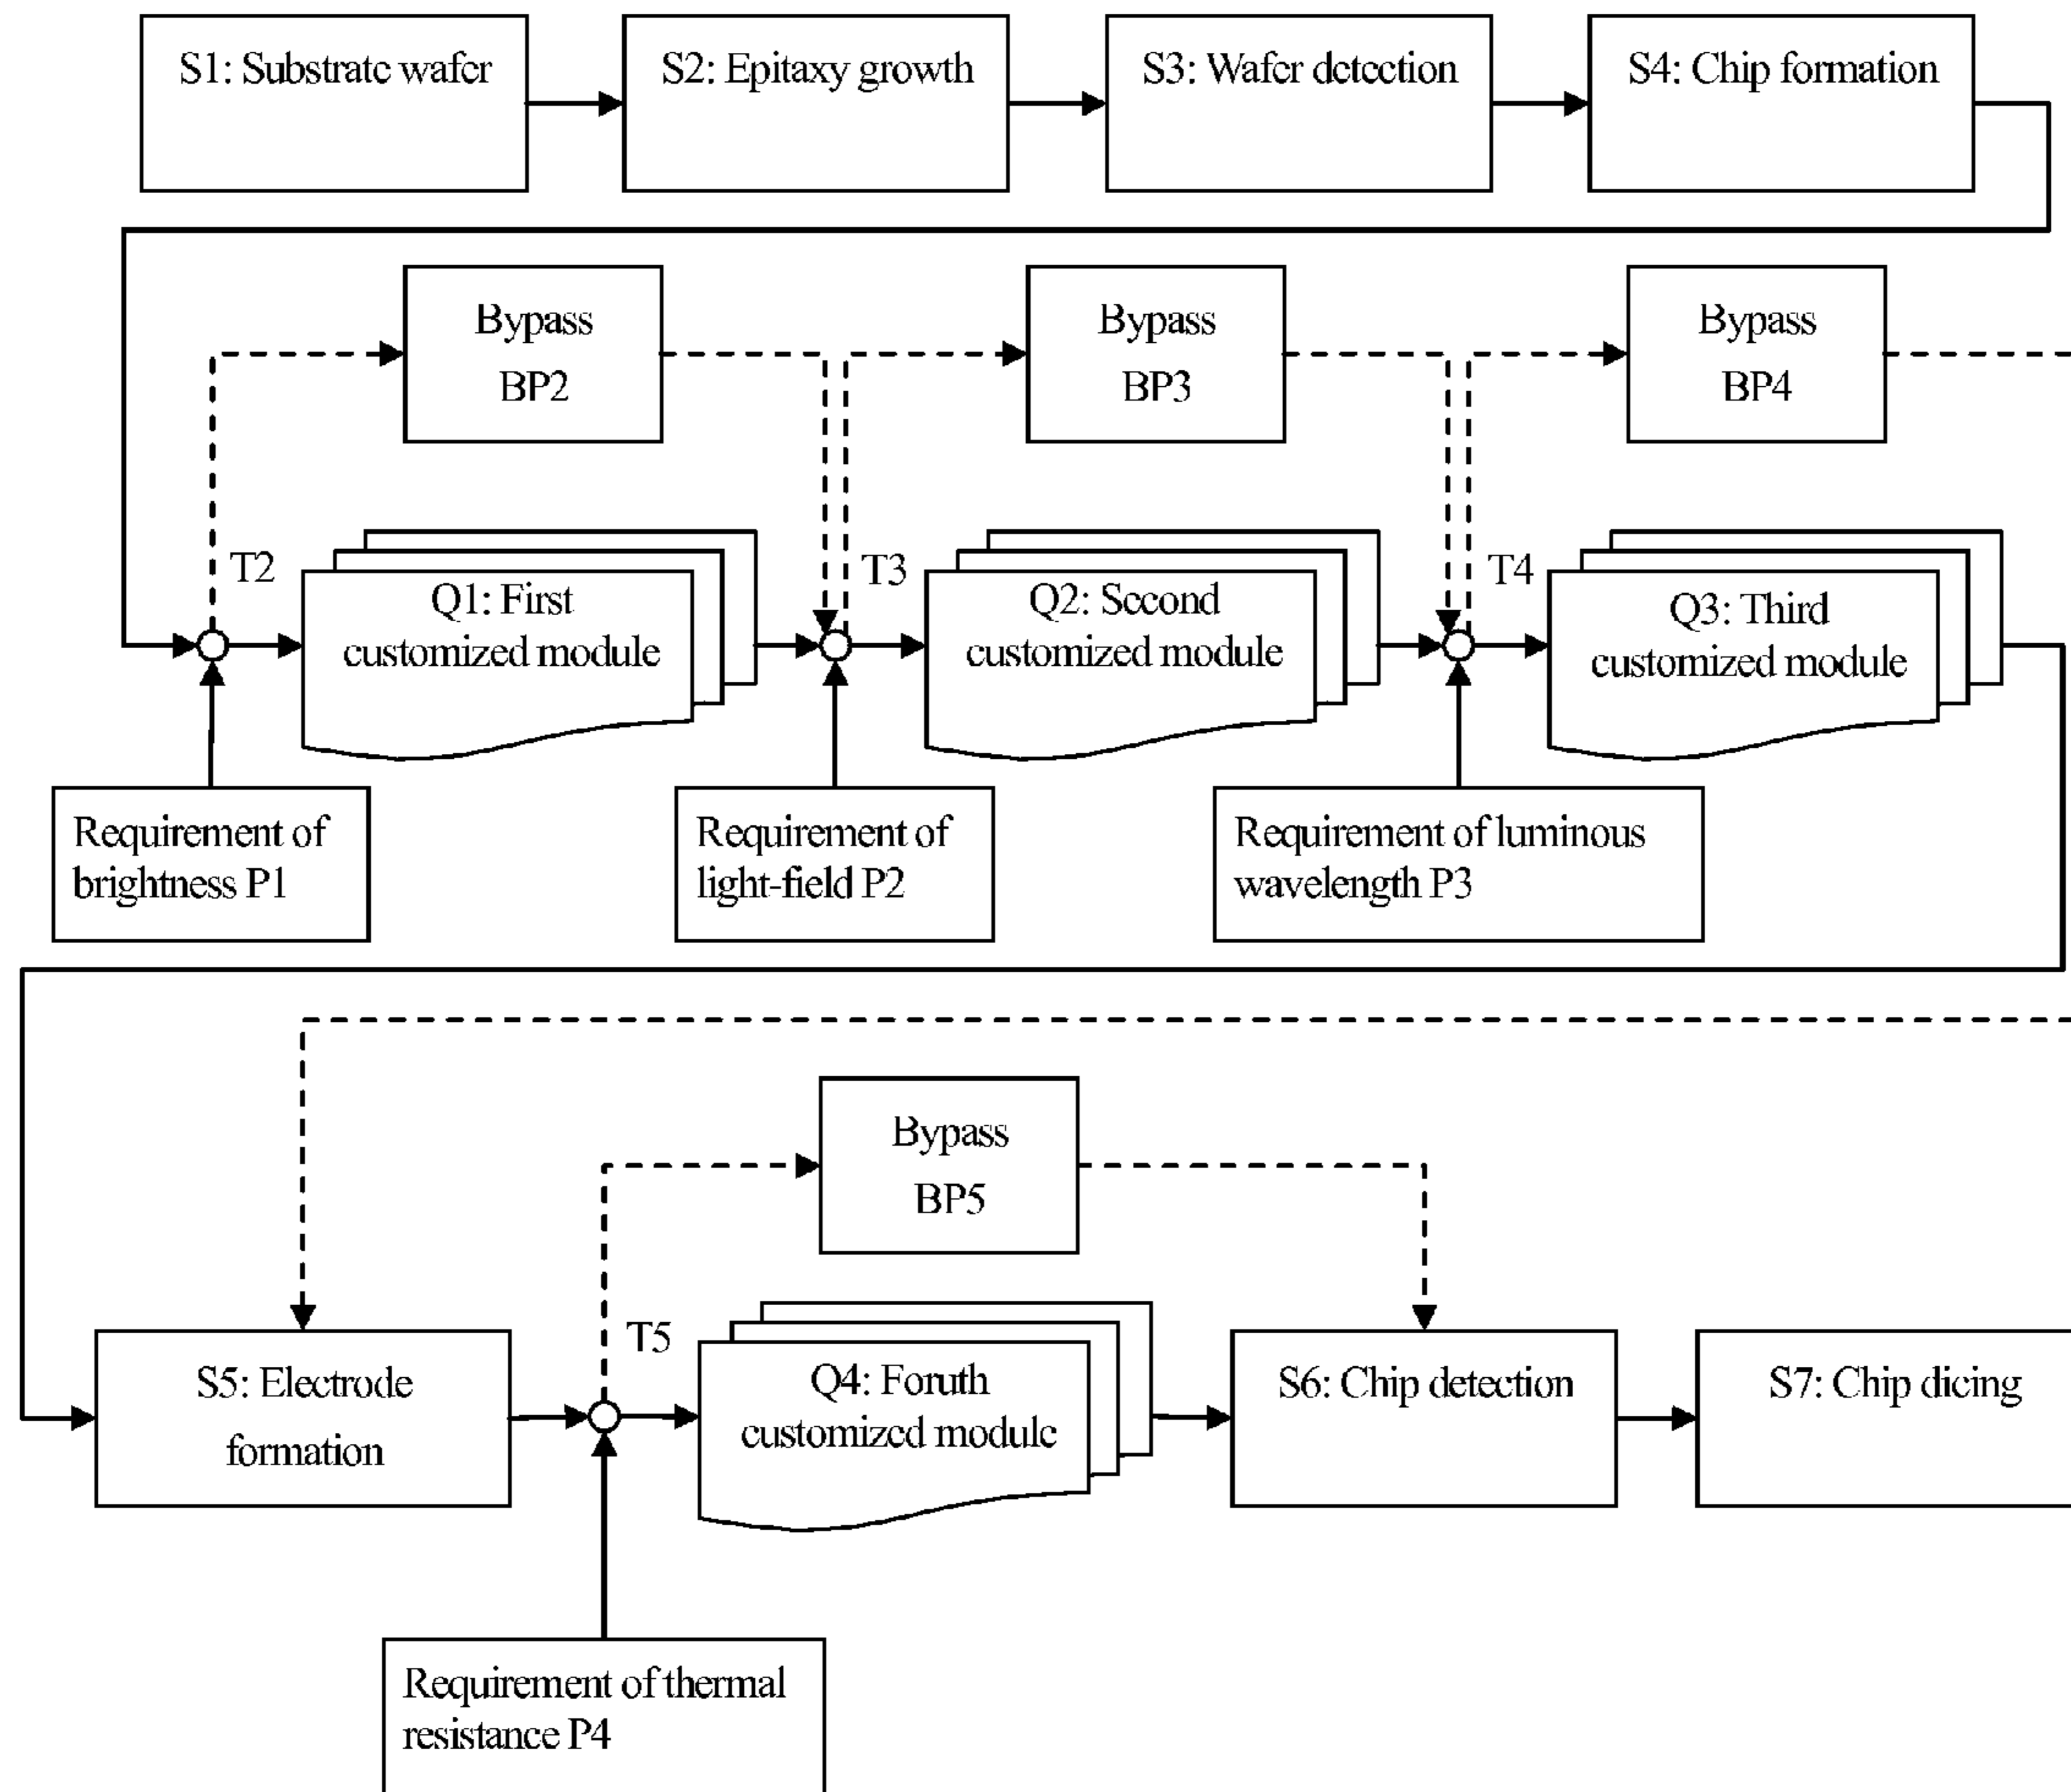 S1: Substrate wafer
S2: Epitaxy growth
S3: Wafer detection
S4: Chip formation
Bypass
BP2
Bypass
BP3
Bypass
BP4
T2
Q1: First
customized module
T3
Q2: Second
customized module
T4
Q3: Third
customized module
Requirement of
brightness P1
Requirement of
light-field P2
Requirement of luminous
wavelength P3
Bypass
BP5
S5: Electrode
formation
T5
Q4: Foruth
customized module
S6: Chip detection
S7: Chip dicing
Requirement of thermal
resistance P4